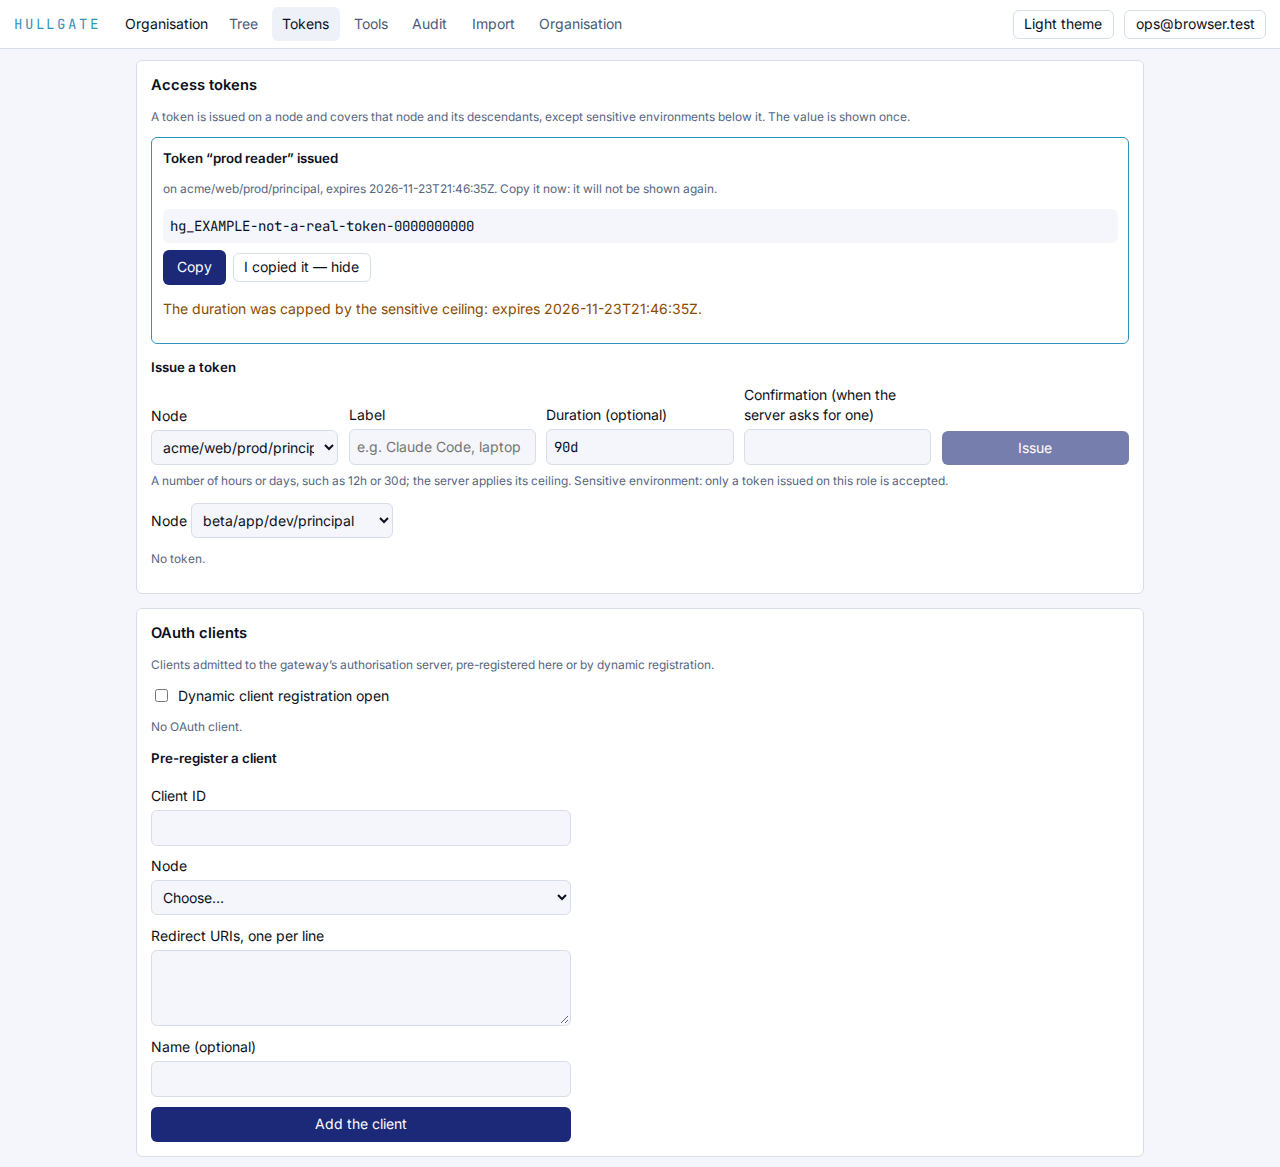 HULLGATE Organisation Tree Tokens Tools Audit Import Organisation Light theme ops@browser.test
Access tokens
A token is issued on a node and covers that node and its descendants, except sensitive environments below it. The value is shown once.
Token “prod reader” issued
on acme/web/prod/principal, expires 2026-11-23T21:46:35Z. Copy it now: it will not be shown again.
hg_EXAMPLE-not-a-real-token-0000000000
Copy I copied it — hide
The duration was capped by the sensitive ceiling: expires 2026-11-23T21:46:35Z.
Issue a token
Node Label Duration (optional) Confirmation (when the server asks for one)
acme/web/prod/princip e.g. Claude Code, laptop 90d Issue
A number of hours or days, such as 12h or 30d; the server applies its ceiling. Sensitive environment: only a token issued on this role is accepted.
Node beta/app/dev/principal
No token.
OAuth clients
Clients admitted to the gateway’s authorisation server, pre-registered here or by dynamic registration.
Dynamic client registration open
No OAuth client.
Pre-register a client
Client ID
Node
Choose...
Redirect URIs, one per line
Name (optional)
Add the client